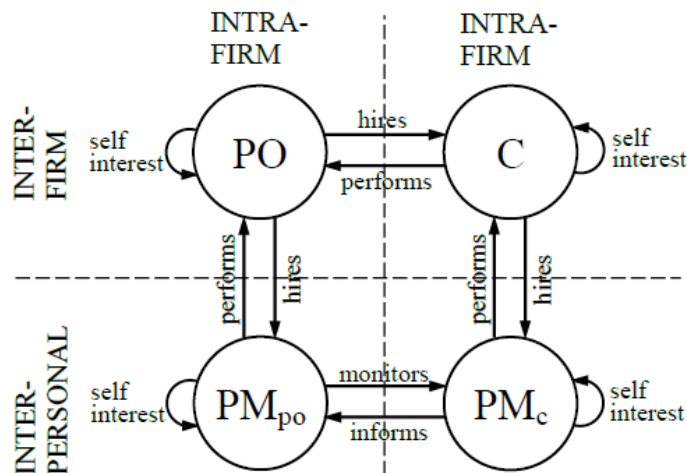 INTRA-
FIRM
INTRA-
FIRM
INTER-
FIRM
self
interest
PO
hires
performs
C
self
interest
performs
hires
performs
hires
INTER-
PERSONAL
self
interest
PMpo
monitors
informs
PMc
self
interest